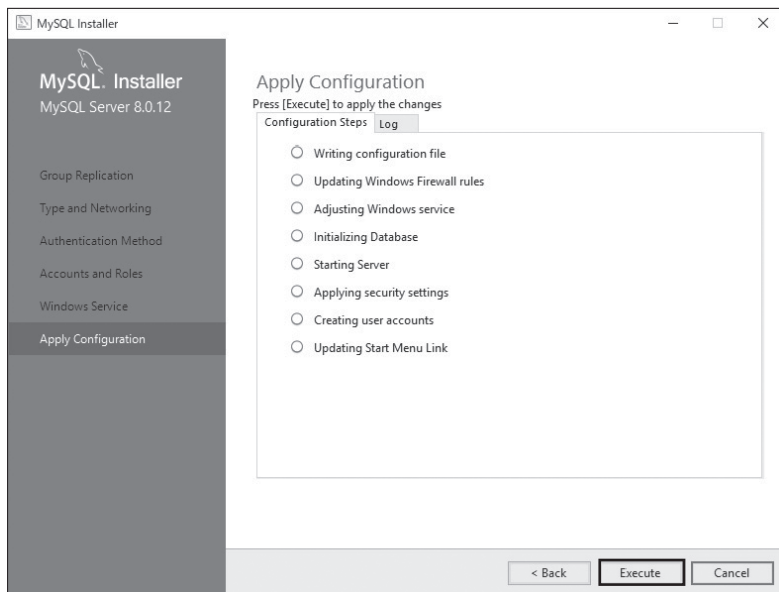 MySQL Installer
MySQL. Installer
MySQL Server 8.0.12
Group Replication
Type and Networking
Authentication Method
Accounts and Roles
Windows Service
Apply Configuration
Apply Configuration
Press [Execute] to apply the changes
Configuration Steps Log
Writing configuration file
Updating Windows Firewall rules
Adjusting Windows service
Initializing Database
Starting Server
Applying security settings
Creating user accounts
Updating Start Menu Link
< Back Execute Cancel